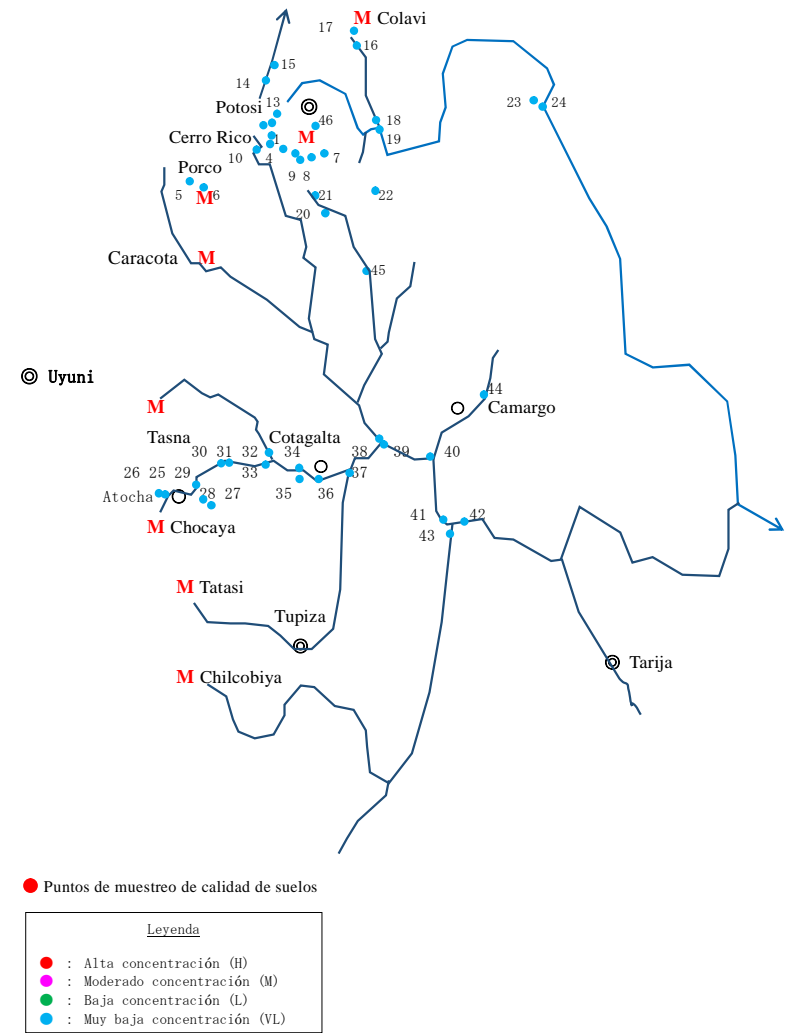 17 M Colavi
16
15
14
13
Potosi
46
18
23 24
Cerro Rico 1 M
19
10 4 7
9 8
Porco
5 M 6
21
22
20
Caracota M
45
Uyuni
44
M
Camargo
Tasna
Cotagalta
30 31 32 34 38 39 40
33
26 25 29 35 36 37
Atocha 28 27
41 42
M Chocaya
43
M Tatasi
Tupiza
Tarija
M Chilcobiya
Puntos de muestreo de calidad de suelos
Leyenda
: Alta concentración (H)
: Moderado concentración (M)
: Baja concentración (L)
: Muy baja concentración (VL)